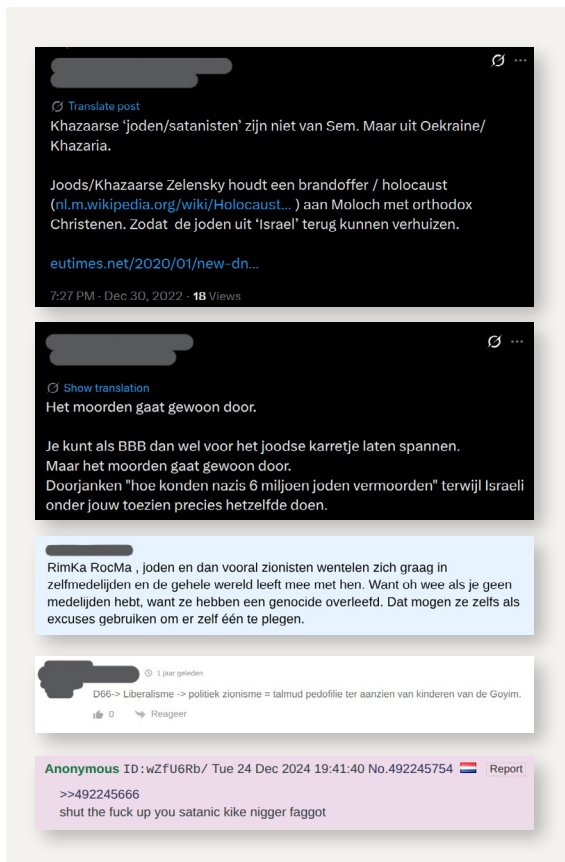 Translate post
Khazaarse ‘joden/satanisten’ zijn niet van Sem. Maar uit Oekraine/
Khazaria.
Joods/Khazaarse Zelensky houdt een brandoffer / holocaust
(nl.m.wikipedia.org/wiki/Holocaust... ) aan Moloch met orthodox
Christenen. Zodat de joden uit ‘Israel’ terug kunnen verhuizen.
eutimes.net/2020/01/new-dn...
7:27 PM · Dec 30, 2022 · 18 Views
Show translation
Het moorden gaat gewoon door.
Je kunt als BBB dan wel voor het joodse karretje laten spannen.
Maar het moorden gaat gewoon door.
Doorjanken "hoe konden nazis 6 miljoen joden vermoorden" terwijl Israeli
onder jouw toezien precies hetzelfde doen.
RimKa RocMa , joden en dan vooral zionisten wentelen zich graag in
zelfmedelijden en de gehele wereld leeft mee met hen. Want oh wee als je geen
medelijden hebt, want ze hebben een genocide overleefd. Dat mogen ze zelfs als
excuses gebruiken om er zelf één te plegen.
1 jaar geleden
D66-> Liberalisme -> politiek zionisme = talmud pedofilie ter aanzien van kinderen van de Goyim.
0 Reageer
Anonymous ID:wZfU6Rb/ Tue 24 Dec 2024 19:41:40 No.492245754 Report
>>492245666
shut the fuck up you satanic kike nigger faggot